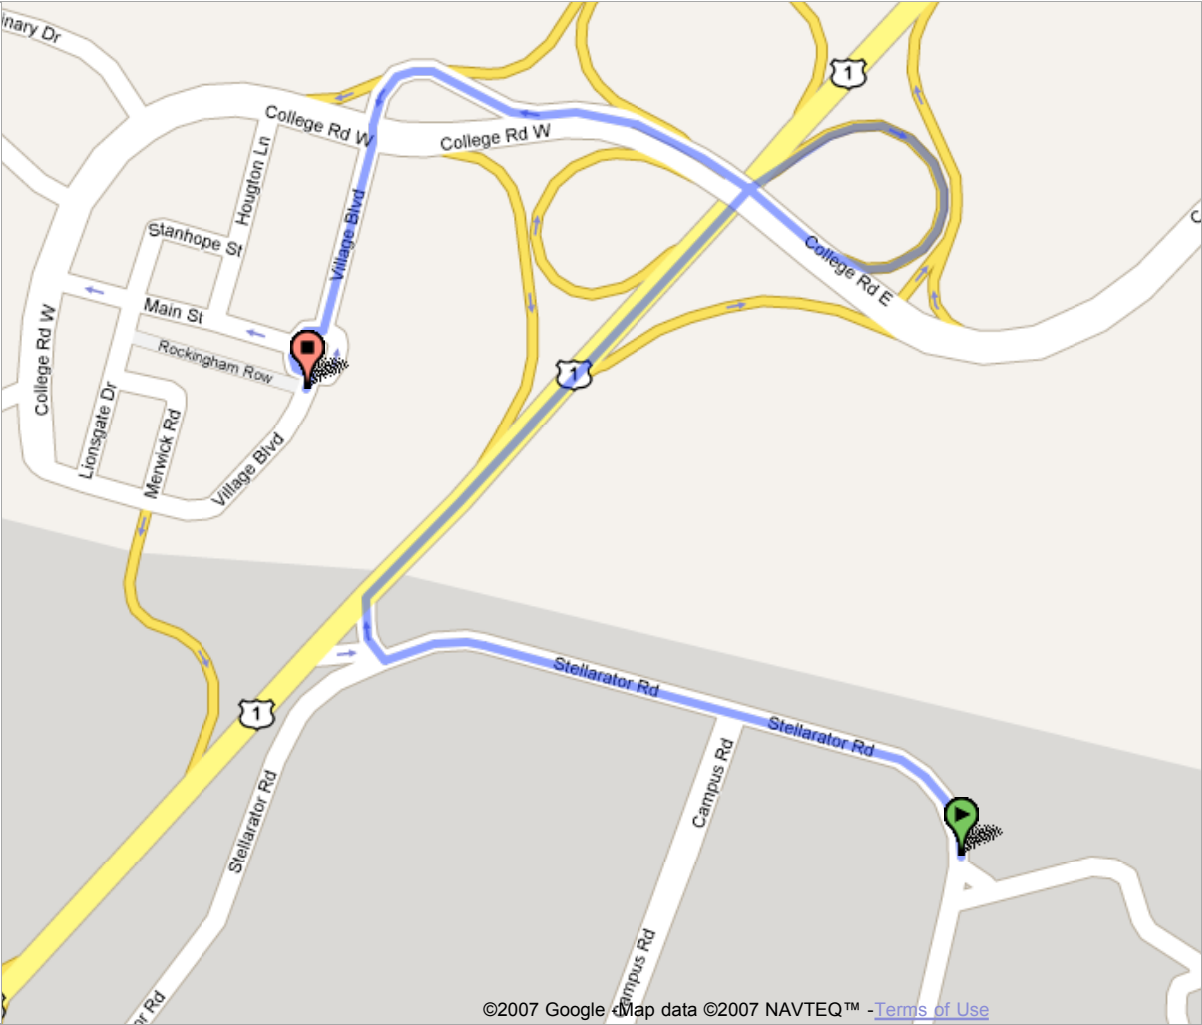 inary Dr
1
College Rd W
College Rd W
Hougton Ln
Village Blvd
Stanhope St
College Rd E
C
Main St
College Rd W
Rockingham Row
1
Lionsgate Dr
Merwick Rd
Village Blvd
Stellarator Rd
1
Stellarator Rd
Campus Rd
Stellarator Rd
Campus Rd
or Rd
©2007 Google -Map data ©2007 NAVTEQ™ -Terms of Use